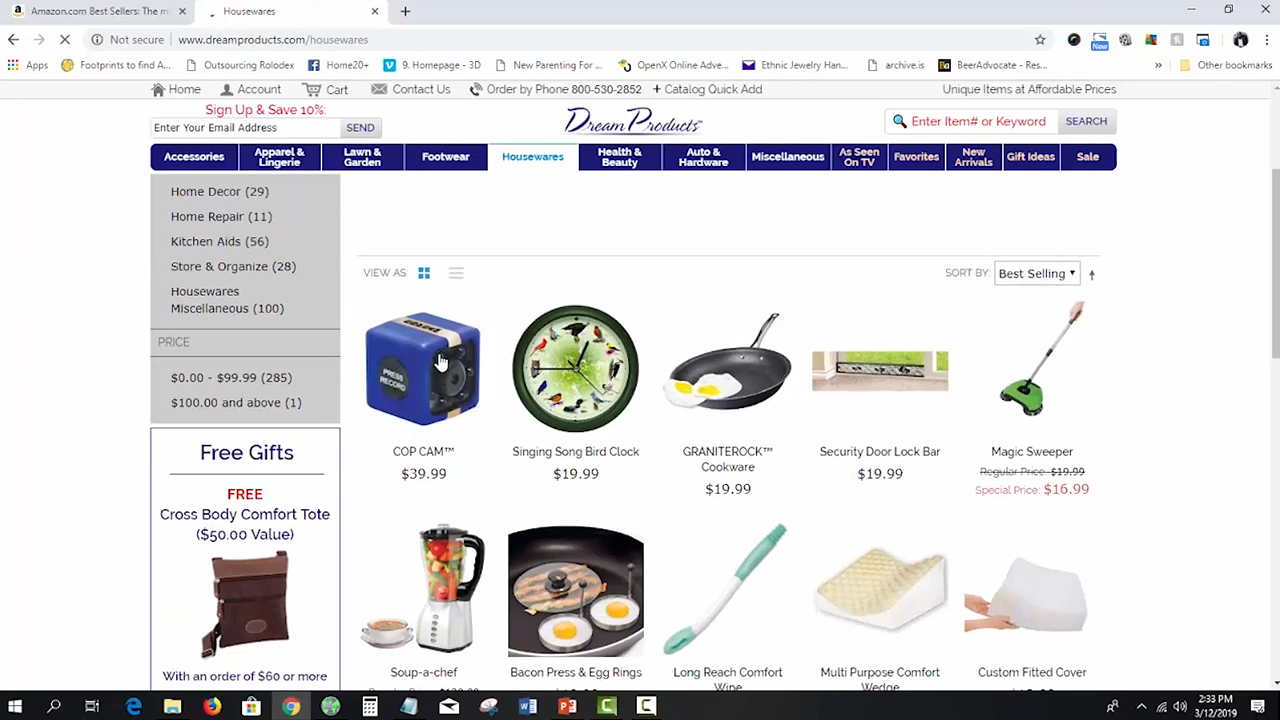 Amazon.com Best Sellers: The m
Housewares
Not secure
www.dreamproducts.com/housewares
New
Apps
Footprints to find A...
Outsourcing Rolodex
Home20+
9. Homepage - 3D
New Parenting For ...
OpenX Online Adve...
Ethnic Jewelry Han...
archive.is
BeerAdvocate - Res...
»
Other bookmarks
Home
Account
Cart
Contact Us
Order by Phone 800-530-2852
+ Catalog Quick Add
Unique Items at Affordable Prices
Sign Up & Save 10%:
Enter Your Email Address
SEND
Dream Products
Enter Item# or Keyword
SEARCH
Accessories
Apparel &
Lingerie
Lawn &
Garden
Footwear
Housewares
Health &
Beauty
Auto &
Hardware
Miscellaneous
As Seen
On TV
Favorites
New
Arrivals
Gift Ideas
Sale
Home Decor (29)
Home Repair (11)
Kitchen Aids (56)
Store & Organize (28)
Housewares
Miscellaneous (100)
PRICE
$0.00 - $99.99 (285)
$100.00 and above (1)
Free Gifts
FREE
Cross Body Comfort Tote
($50.00 Value)
With an order of $60 or more
VIEW AS:
SORT BY:
Best Selling
PRESS
RECORD
COP CAM™
$39.99
Singing Song Bird Clock
$19.99
GRANITEROCK™
Cookware
$19.99
Security Door Lock Bar
$19.99
Magic Sweeper
Regular Price: $19.99
Special Price: $16.99
Soup-a-chef
Bacon Press & Egg Rings
Long Reach Comfort
Wipe
Multi Purpose Comfort
Wedge
Custom Fitted Cover
2:33 PM
3/12/2019